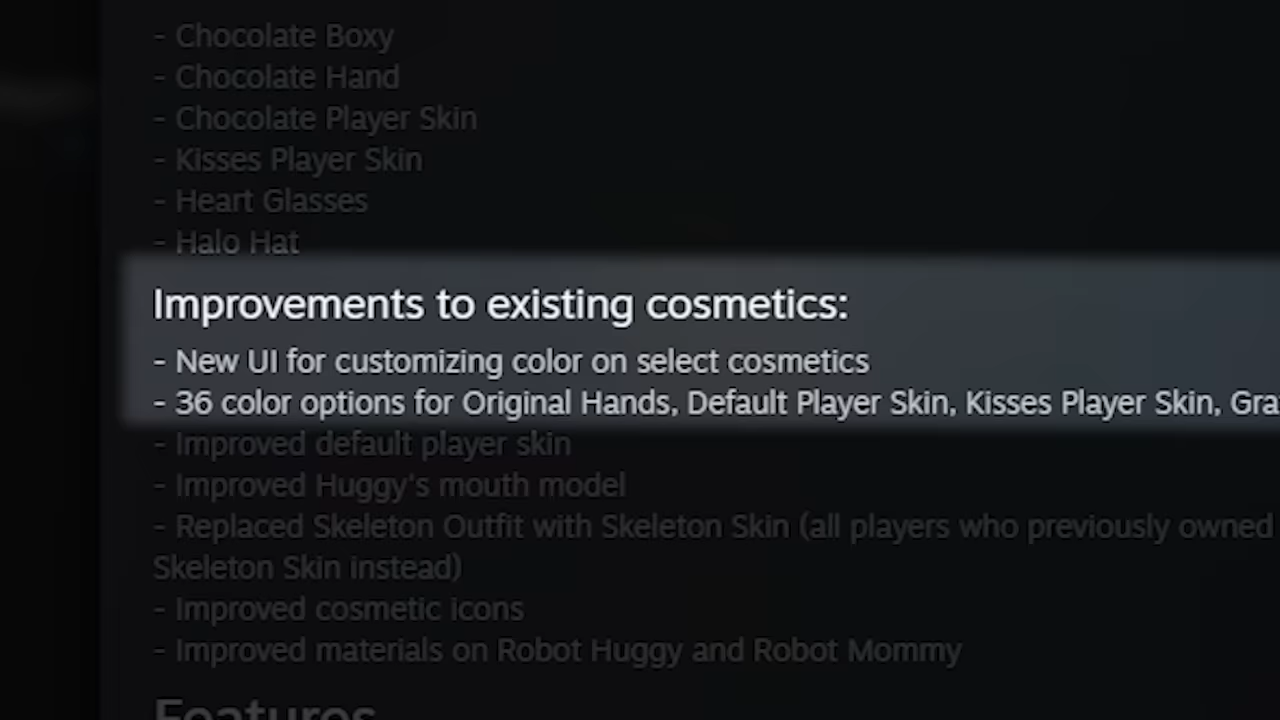 - Chocolate Boxy
- Chocolate Hand
- Chocolate Player Skin
- Kisses Player Skin
- Heart Glasses
- Halo Hat
Improvements to existing cosmetics:
- New UI for customizing color on select cosmetics
- 36 color options for Original Hands, Default Player Skin, Kisses Player Skin,
- Improved default player skin
- Improved Huggy's mouth model
- Replaced Skeleton Outfit with Skeleton Skin (all players who previously owned
Skeleton Skin instead)
- Improved cosmetic icons
- Improved materials on Robot Huggy and Robot Mommy
Features